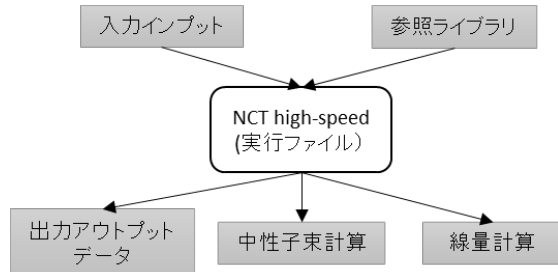 入力インプット
参照ライブラリ
NCT high-speed
(実行ファイル）
出力アウトプット
データ
中性子束計算
線量計算